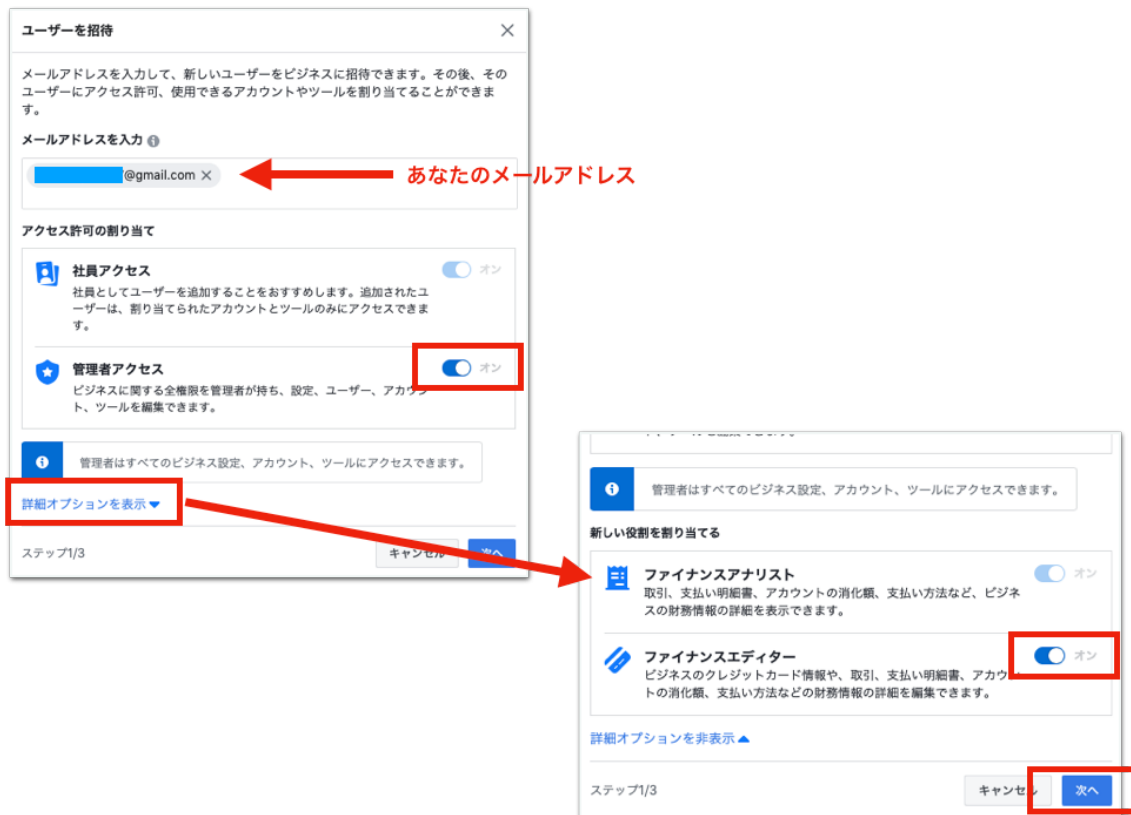 ユーザーを招待
メールアドレスを入力して、新しいユーザーをビジネスに招待できます。その後、その
ユーザーにアクセス許可、使用できるアカウントやツールを割り当てることができま
す。
メールアドレスを入力
@gmail.com
あなたのメールアドレス
アクセス許可の割り当て
社員アクセス
オン
社員としてユーザーを追加することをおすすめします。追加されたユ
ーザーは、割り当てられたアカウントとツールのみにアクセスできま
す。
管理者アクセス
オン
ビジネスに関する全権限を管理者が持ち、設定、ユーザー、アカウン
ト、ツールを編集できます。
管理者はすべてのビジネス設定、アカウント、ツールにアクセスできます。
詳細オプションを表示
ステップ1/3
キャンセル
次へ
管理者はすべてのビジネス設定、アカウント、ツールにアクセスできます。
新しい役割を割り当てる
ファイナンスアナリスト
オン
取引、支払い明細書、アカウントの消化額、支払い方法など、ビジネ
スの財務情報の詳細を表示できます。
ファイナンスエディター
オン
ビジネスのクレジットカード情報や、取引、支払い明細書、アカウン
トの消化額、支払い方法などの財務情報の詳細を編集できます。
詳細オプションを非表示
ステップ1/3
キャンセル
次へ